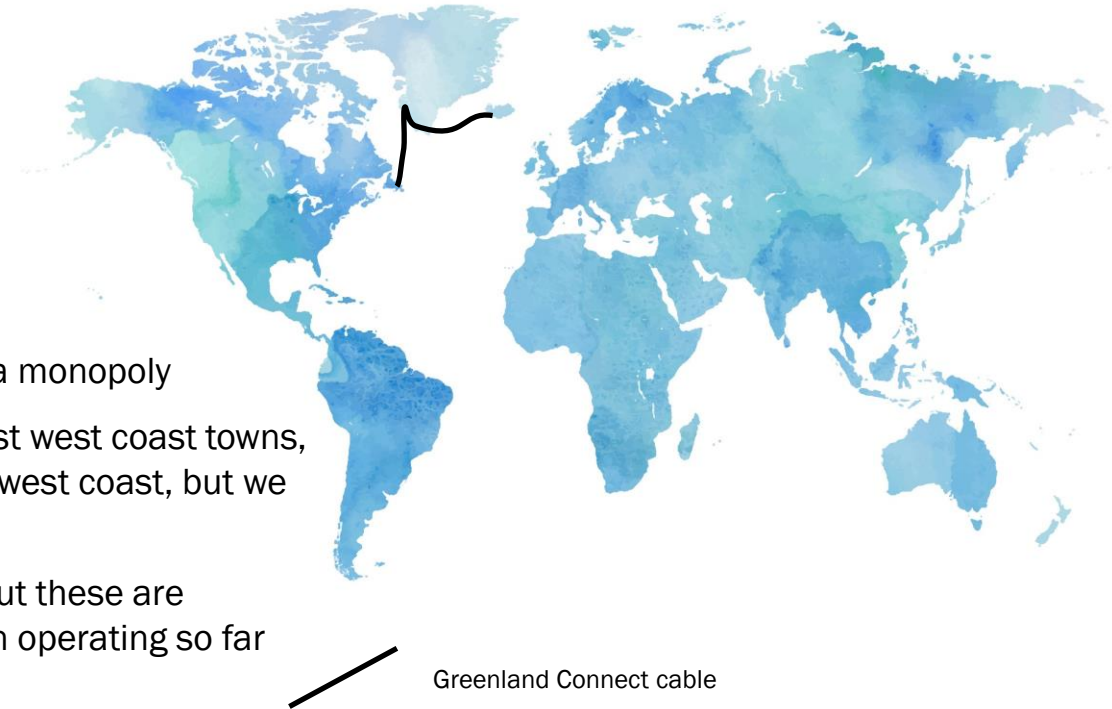 a monopoly
st west coast towns,
west coast, but we
ut these are
n operating so far
Greenland Connect cable